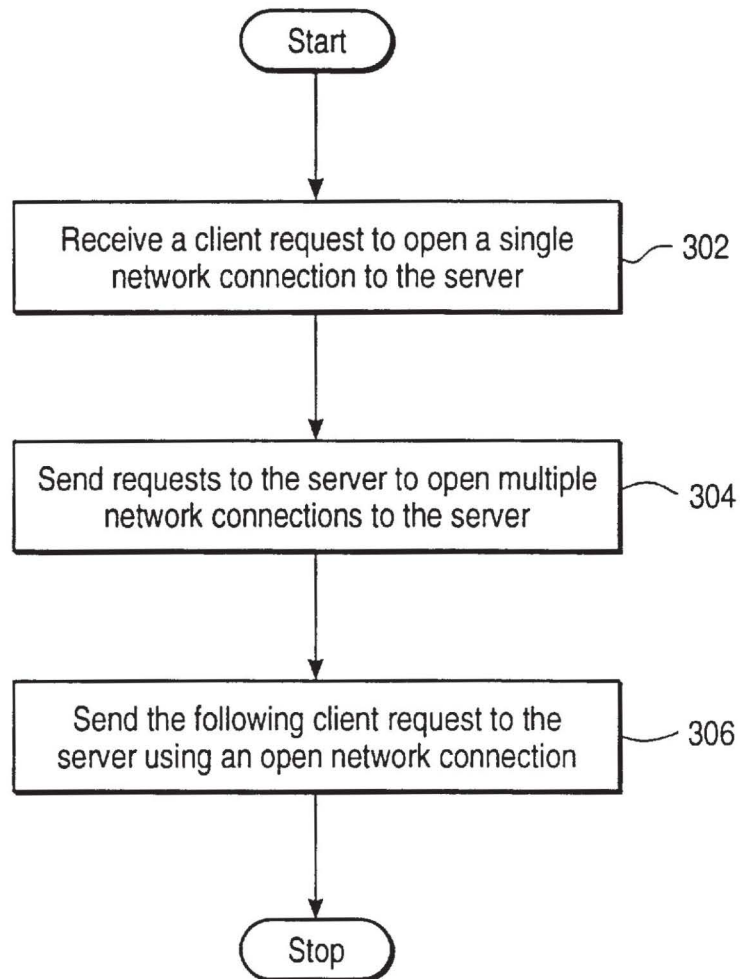 Start
Receive a client request to open a single
network connection to the server
302
Send requests to the server to open multiple
network connections to the server
304
Send the following client request to the
server using an open network connection
306
Stop